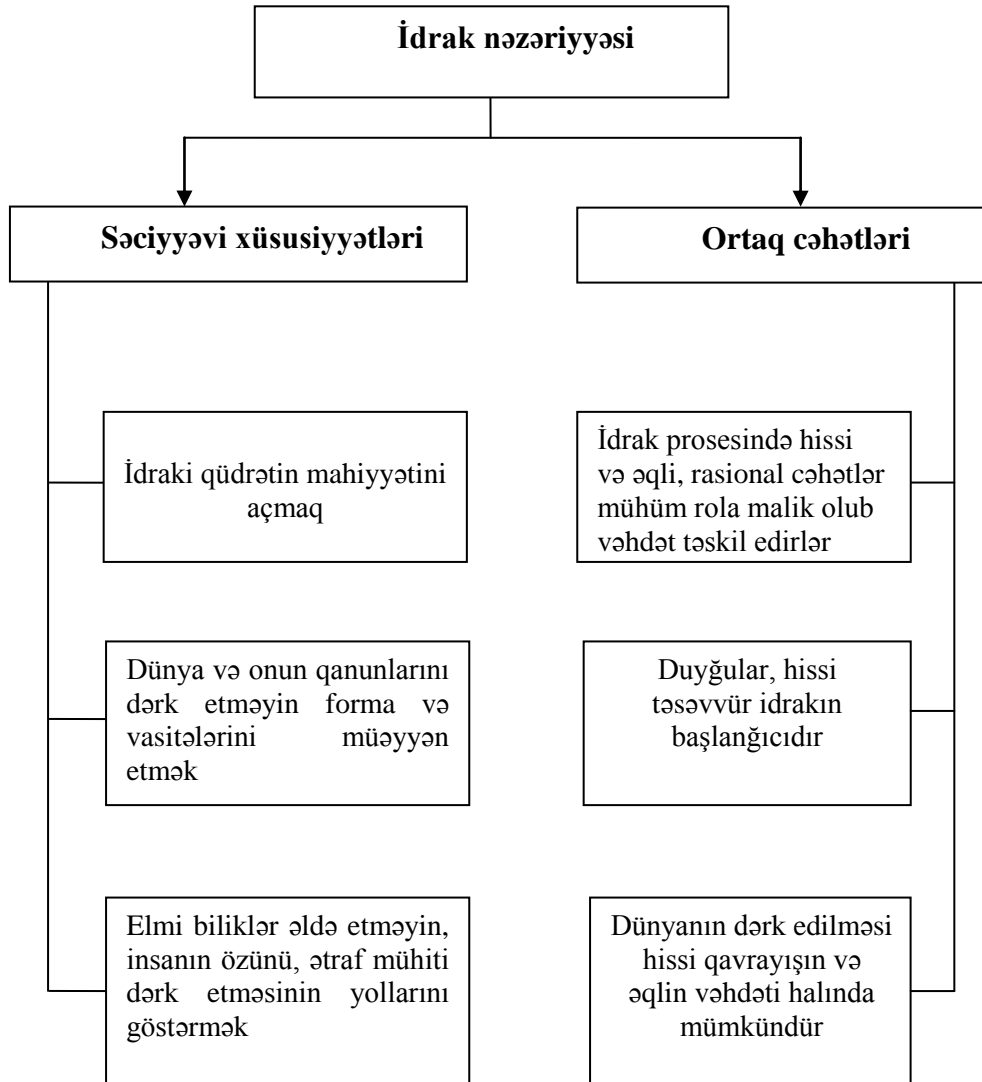 İdrak nəzəriyyəsi
Səciyyəvi xüsusiyyətləri
Ortaq cəhətləri
İdraki qüdrətin mahiyyətini
açmaq
İdrak prosesində hissi
və əqli, rasional cəhətlər
mühüm rola malik olub
vəhdət təskil edirlər
Dünya və onun qanunlarını
dərk etməyin forma və
vasitələrini müəyyən
etmək
Duyğular, hissi
təsəvvür idrakın
başlanğıcıdır
Elmi biliklər əldə etməyin,
insanın özünü, ətraf mühiti
dərk etməsinin yollarını
göstərmək
Dünyanın dərk edilməsi
hissi qavrayışın və
əqlin vəhdəti halında
mümkündür